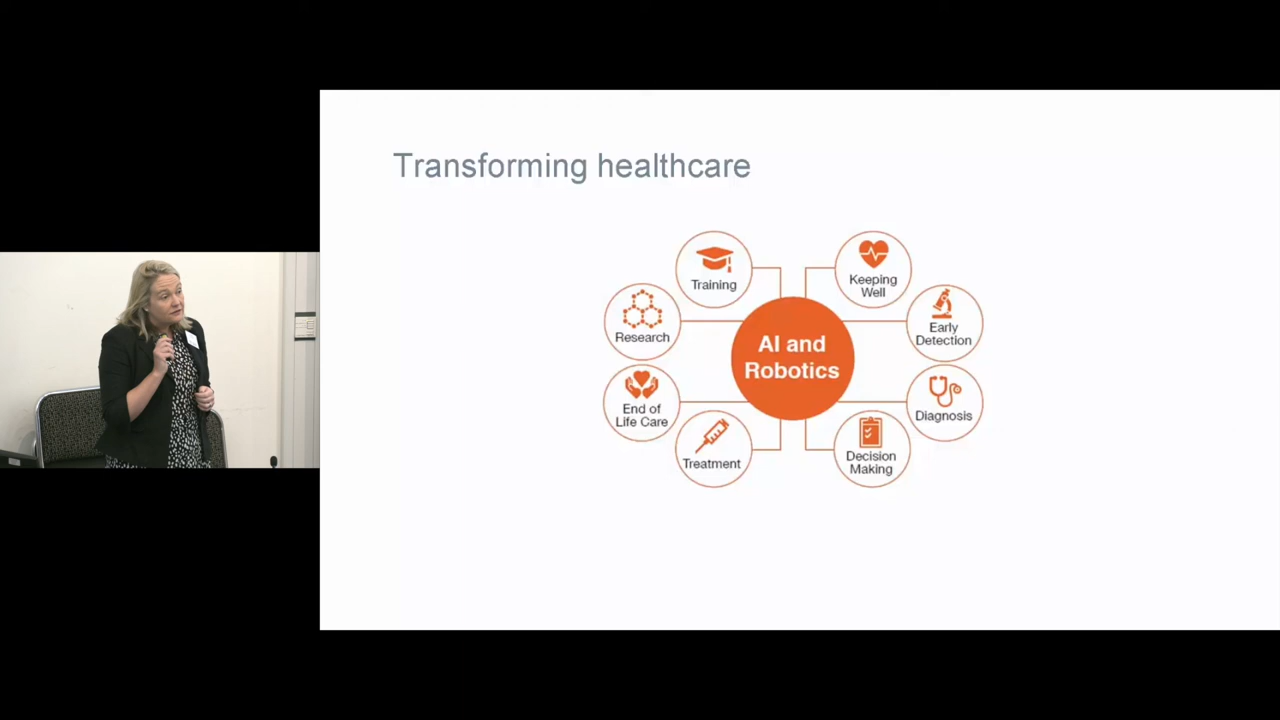 Transforming healthcare
Training
Keeping
Well
Research
Early
Detection
AI and
Robotics
End of
Life Care
Diagnosis
Treatment
Decision
Making